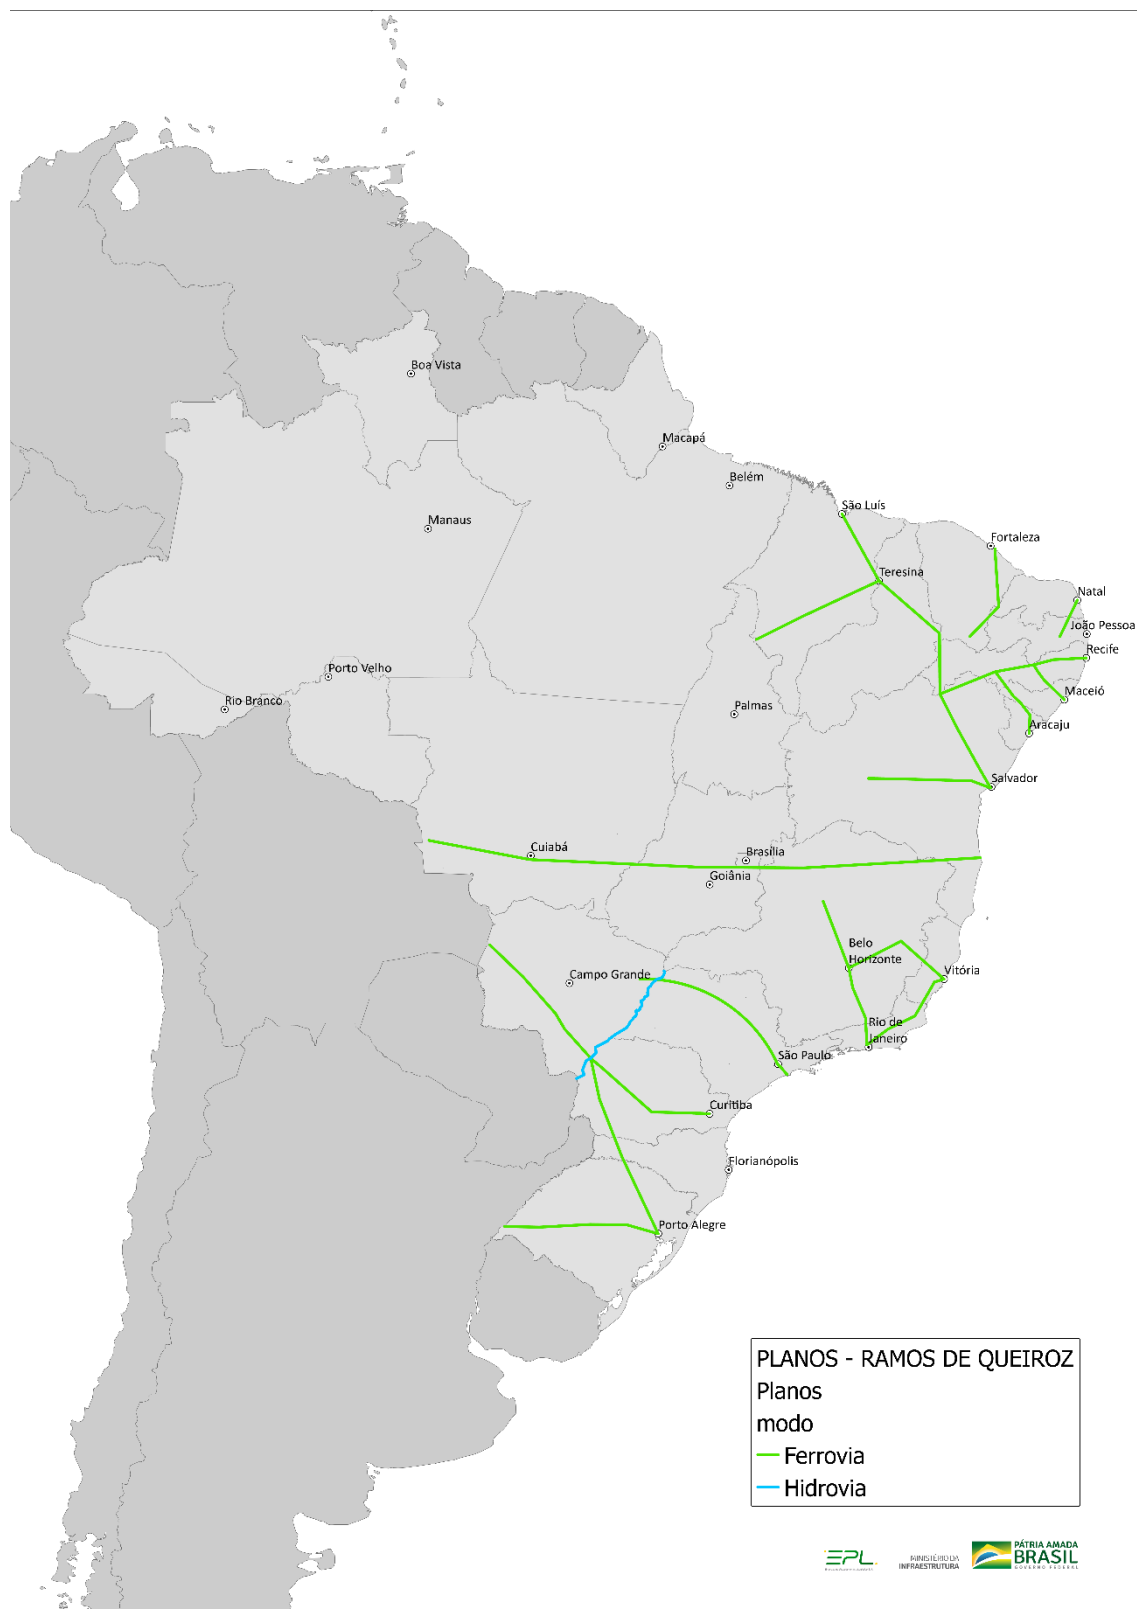 Boa Vista
Macapá
Belém
São Luís
Manaus
Fortaleza
Teresina
Natal
João Pessoa
Recife
Porto Velho
Maceió
Rio Branco
Palmas
Aracaju
Salvador
Cuiabá
Brasília
Goiânia
Belo
Horizonte
Campo Grande
Vitória
Rio de
Janeiro
São Paulo
Curitiba
Florianópolis
Porto Alegre
PLANOS - RAMOS DE QUEIROZ
Planos
modo
Ferrovia
Hidrovia
EPL
MINISTÉRIO DA
INFRAESTRUTURA
PÁTRIA AMADA
BRASIL
GOVERNO FEDERAL